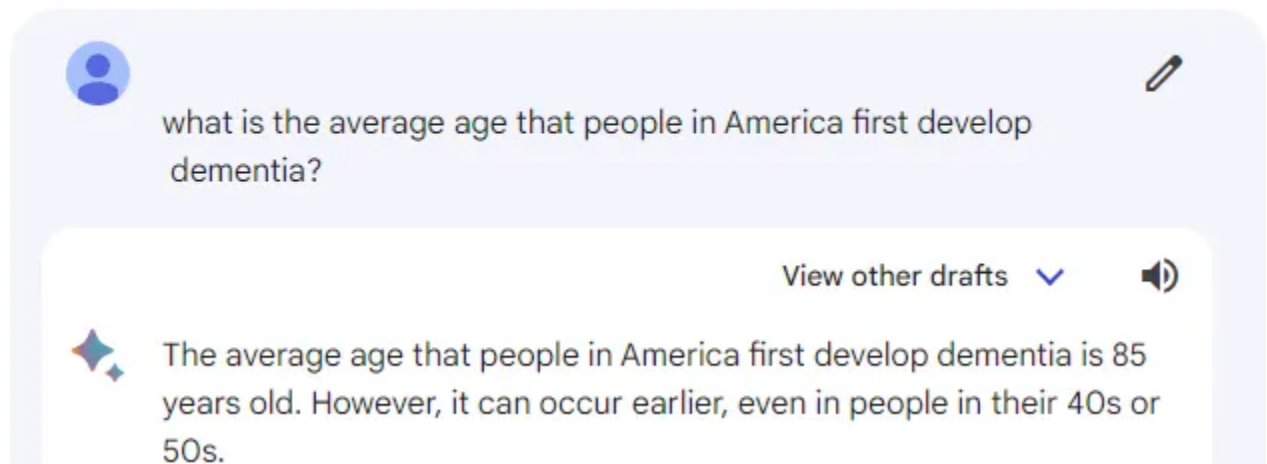 what is the average age that people in America first develop
dementia?
View other drafts
The average age that people in America first develop dementia is 85
years old. However, it can occur earlier, even in people in their 40s or
50s.